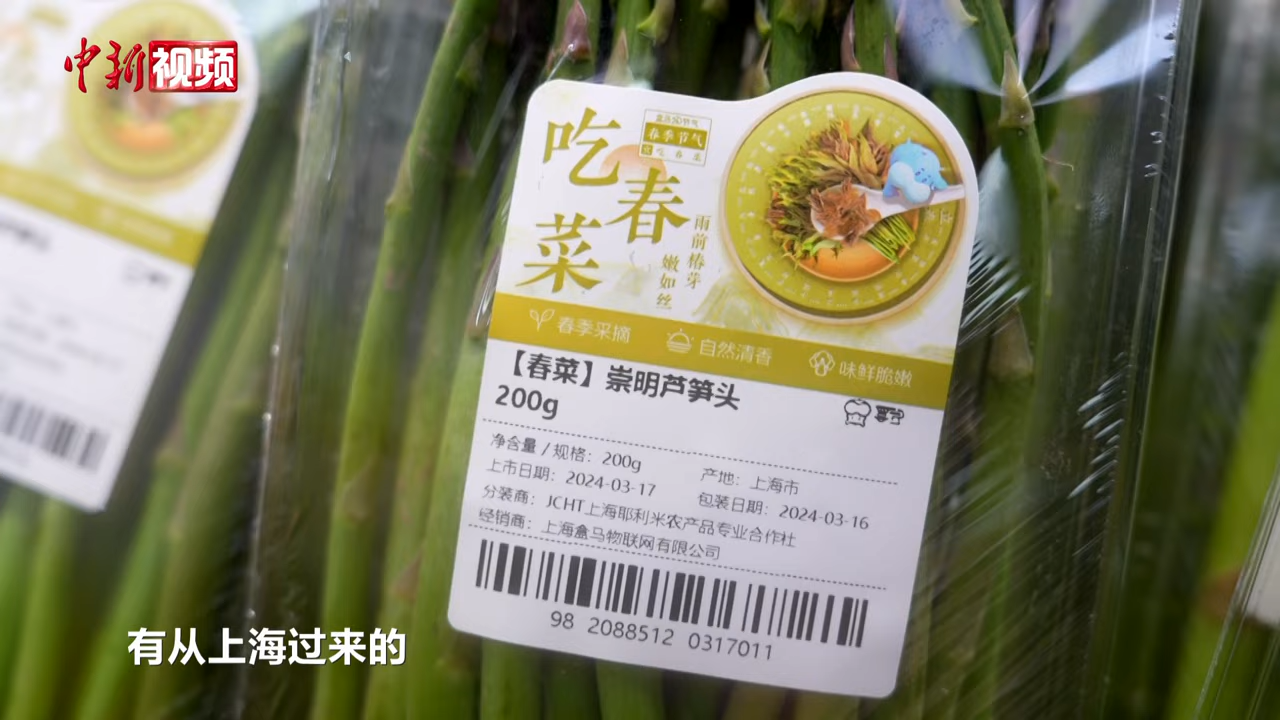 中新视频
吃春菜
春季节气
雨前椿芽
嫩如丝
春季采摘
自然清香
味鲜脆嫩
【春菜】崇明芦笋头
200g
净含量/规格：200g
产地：上海市
上市日期：2024-03-17
包装日期：2024-03-16
分装商：JCHT上海耶利米农产品专业合作社
经销商：上海盒马物联网有限公司
98 2088512 0317011
有从上海过来的